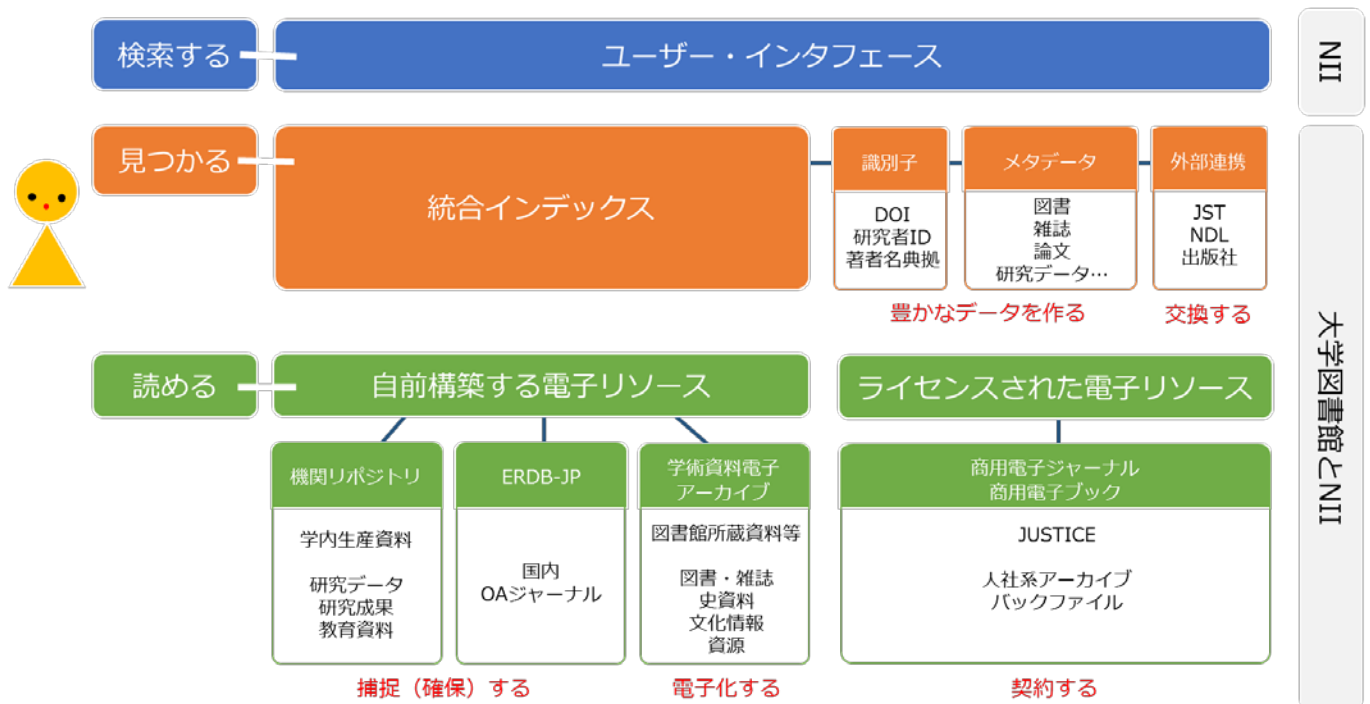 検索する
ユーザー・インタフェース
NII
見つかる
統合インデックス
識別子
DOI
研究者ID
著者名典拠
メタデータ
図書
雑誌
論文
研究データ…
外部連携
JST
NDL
出版社
豊かなデータを作る
交換する
大学図書館とNII
読める
自前構築する電子リソース
ライセンスされた電子リソース
機関リポジトリ
学内生産資料
研究データ
研究成果
教育資料
ERDB-JP
国内
OAジャーナル
学術資料電子
アーカイブ
図書館所蔵資料等
図書・雑誌
史資料
文化情報
資源
商用電子ジャーナル
商用電子ブック
JUSTICE
人社系アーカイブ
バックファイル
捕捉（確保）する
電子化する
契約する